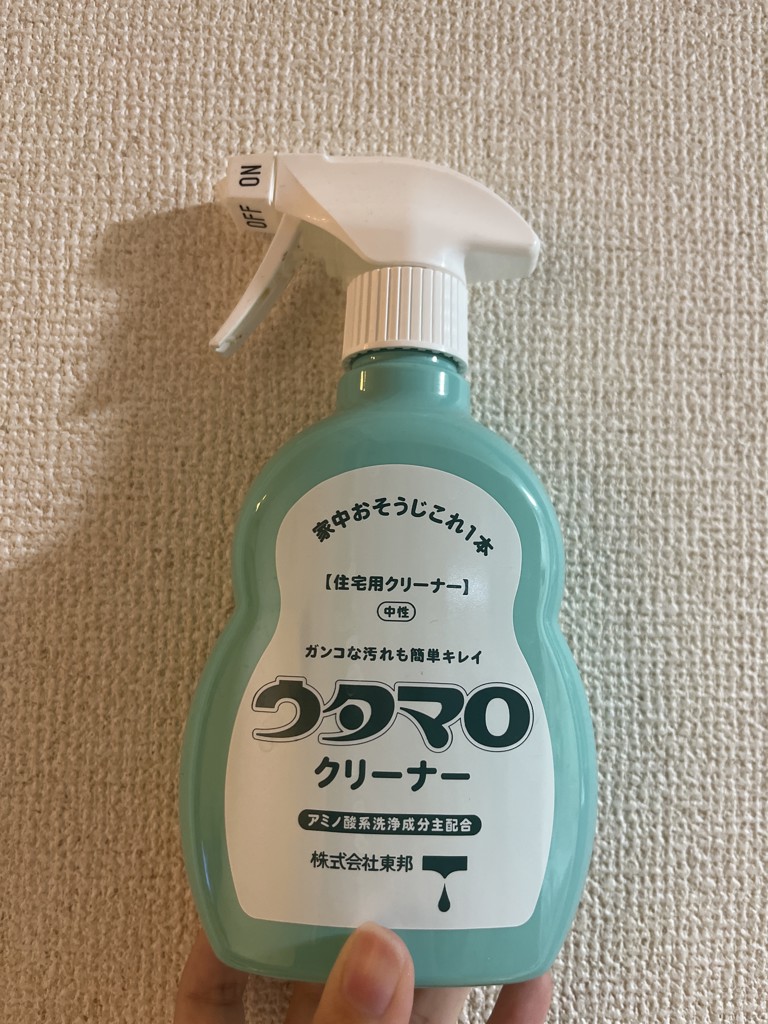 ON
OFF
家中おそうじこれ1本
【住宅用クリーナー】
中性
ガンコな汚れも簡単キレイ
ウタマロ
クリーナー
アミノ酸系洗浄成分主配合
株式会社東邦